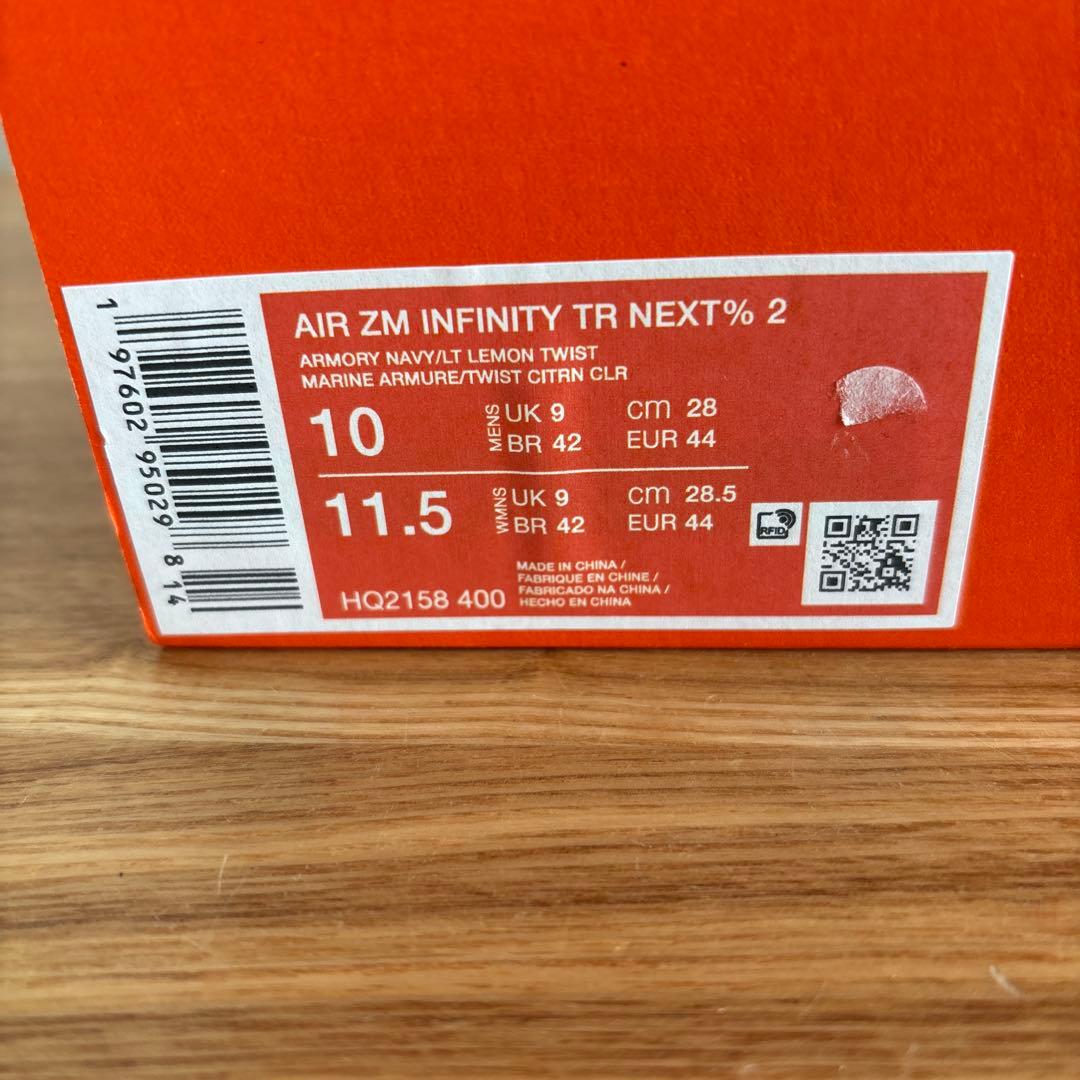 AIR ZM INFINITY TR NEXT% 2
ARMORY NAVY/LT LEMON TWIST
MARINE ARMURE/TWIST CITRN CLR
10 MENS UK 9 cm 28
BR 42 EUR 44
11.5 WMNS UK 9 cm 28.5
BR 42 EUR 44
RFID
HQ2158 400
MADE IN CHINA /
FABRIQUE EN CHINE /
FABRICADO NA CHINA /
HECHO EN CHINA
1 97602 95029 8 14